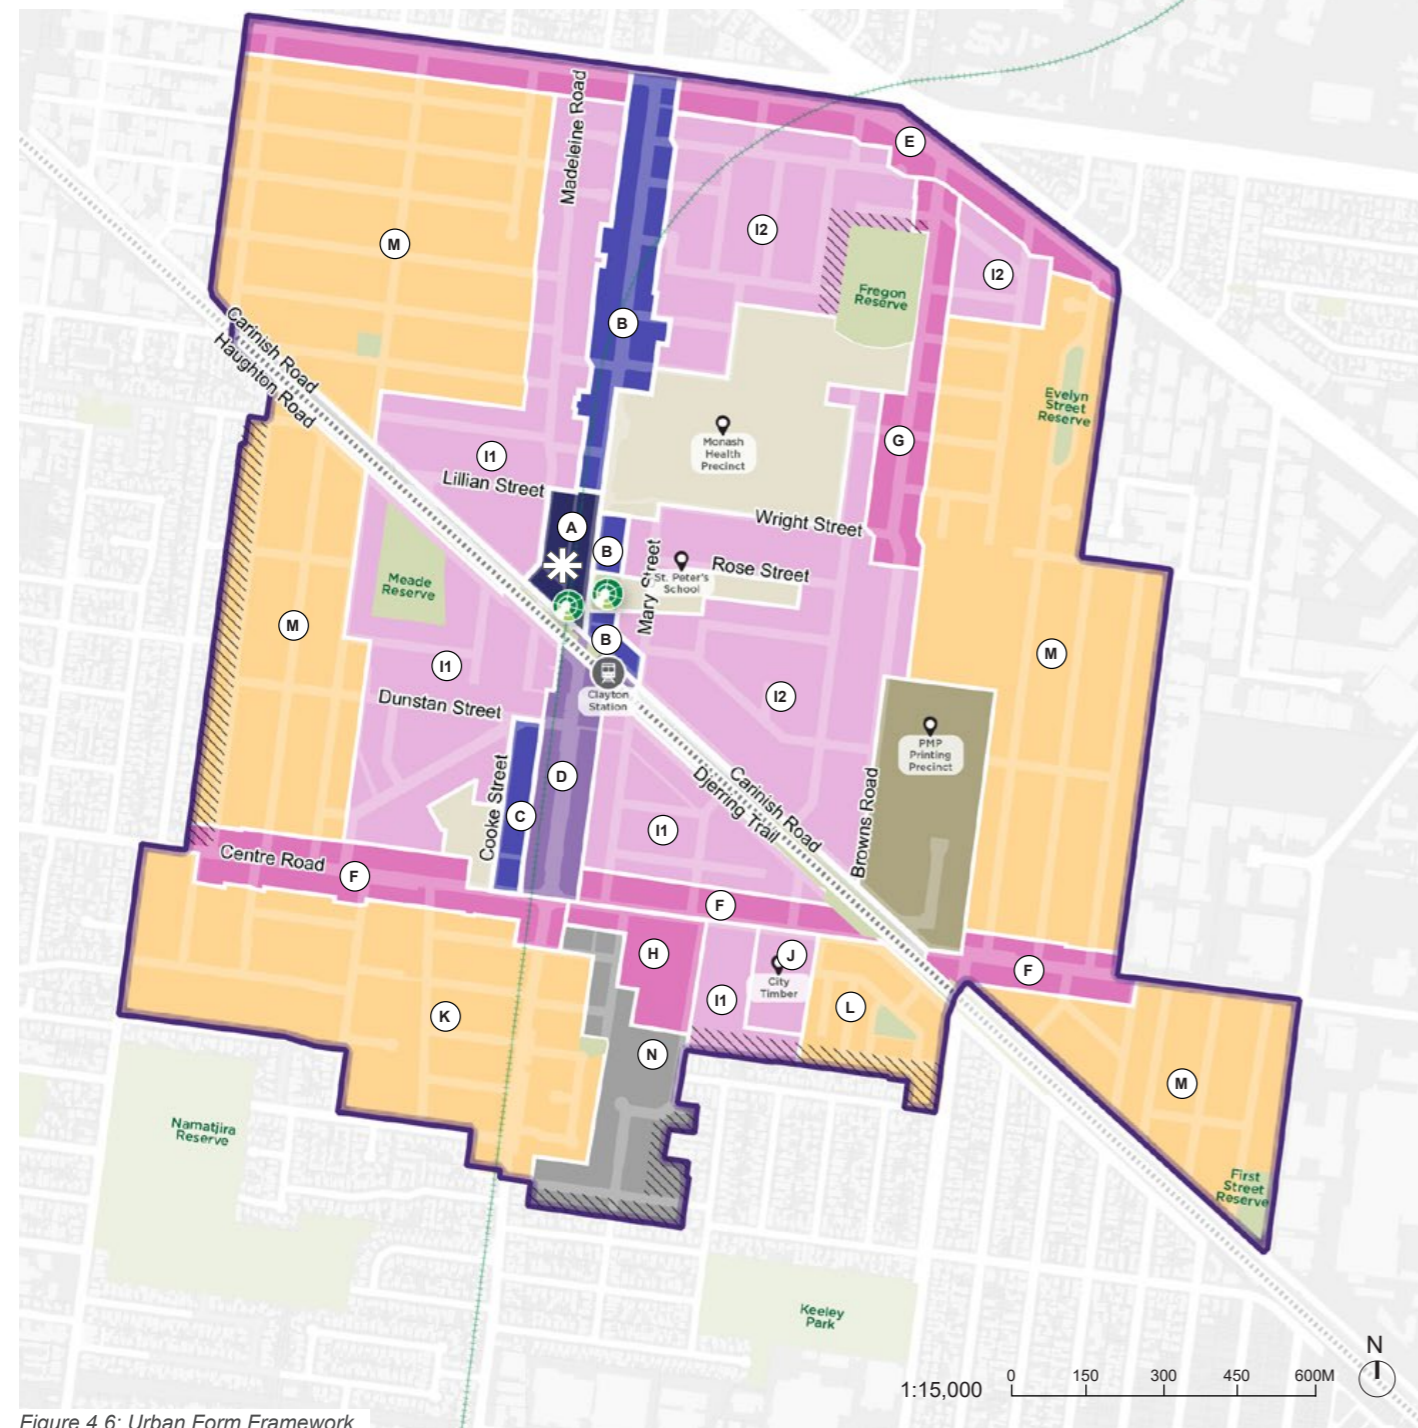 Madeleine Road
E
M
I2
Fregon
Reserve
I2
B
Carinish Road
Haughton Road
Evelyn
Street
Reserve
Monash
Health
Precinct
G
I1
Lillian Street
A
Wright Street
B
Mary Street
St. Peter's
School
Rose Street
Meade
Reserve
M
B
M
I1
Clayton
Station
I2
Dunstan Street
PMP
Printing
Precinct
D
Carinish Road
Djerring Trail
Cooke Street
C
I1
Browns Road
Centre Road
F
F
H
J
City
Timber
F
I1
L
K
N
M
Namatjira
Reserve
First
Street
Reserve
Keeley
Park
N
1:15,000
0 150 300 450 600M
Figure 4.6: Urban Form Framework